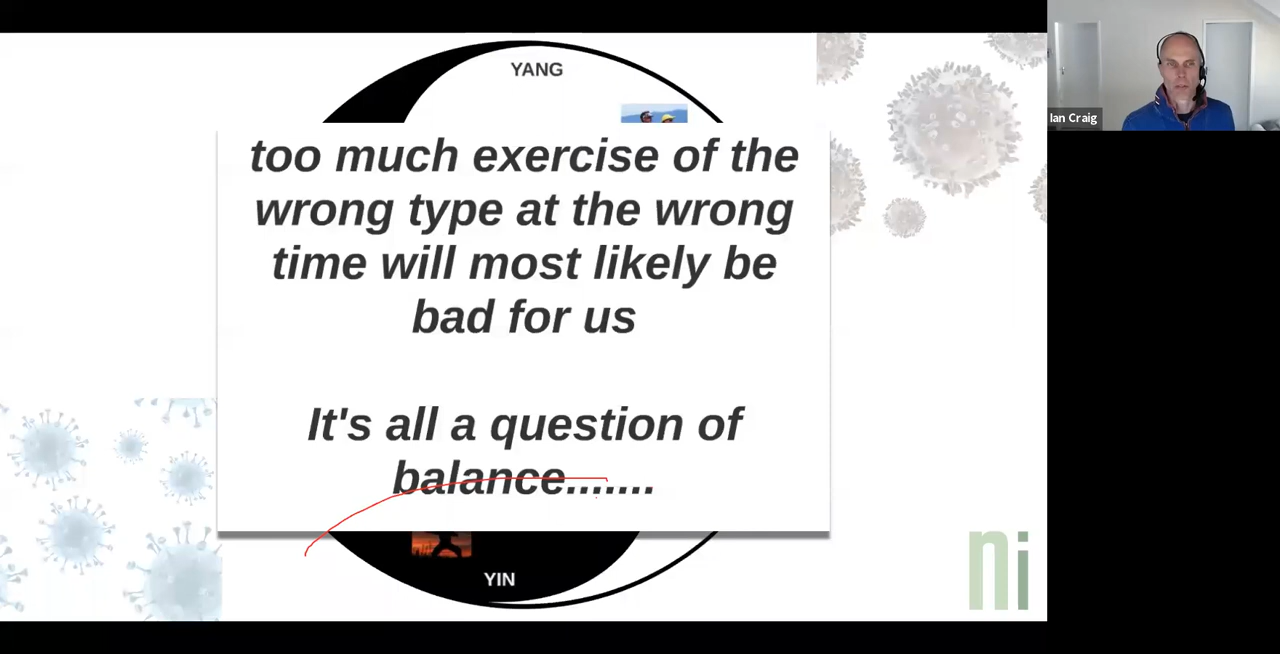 YANG
Ian Craig
too much exercise of the
wrong type at the wrong
time will most likely be
bad for us
It's all a question of
balance.......
YIN
ni